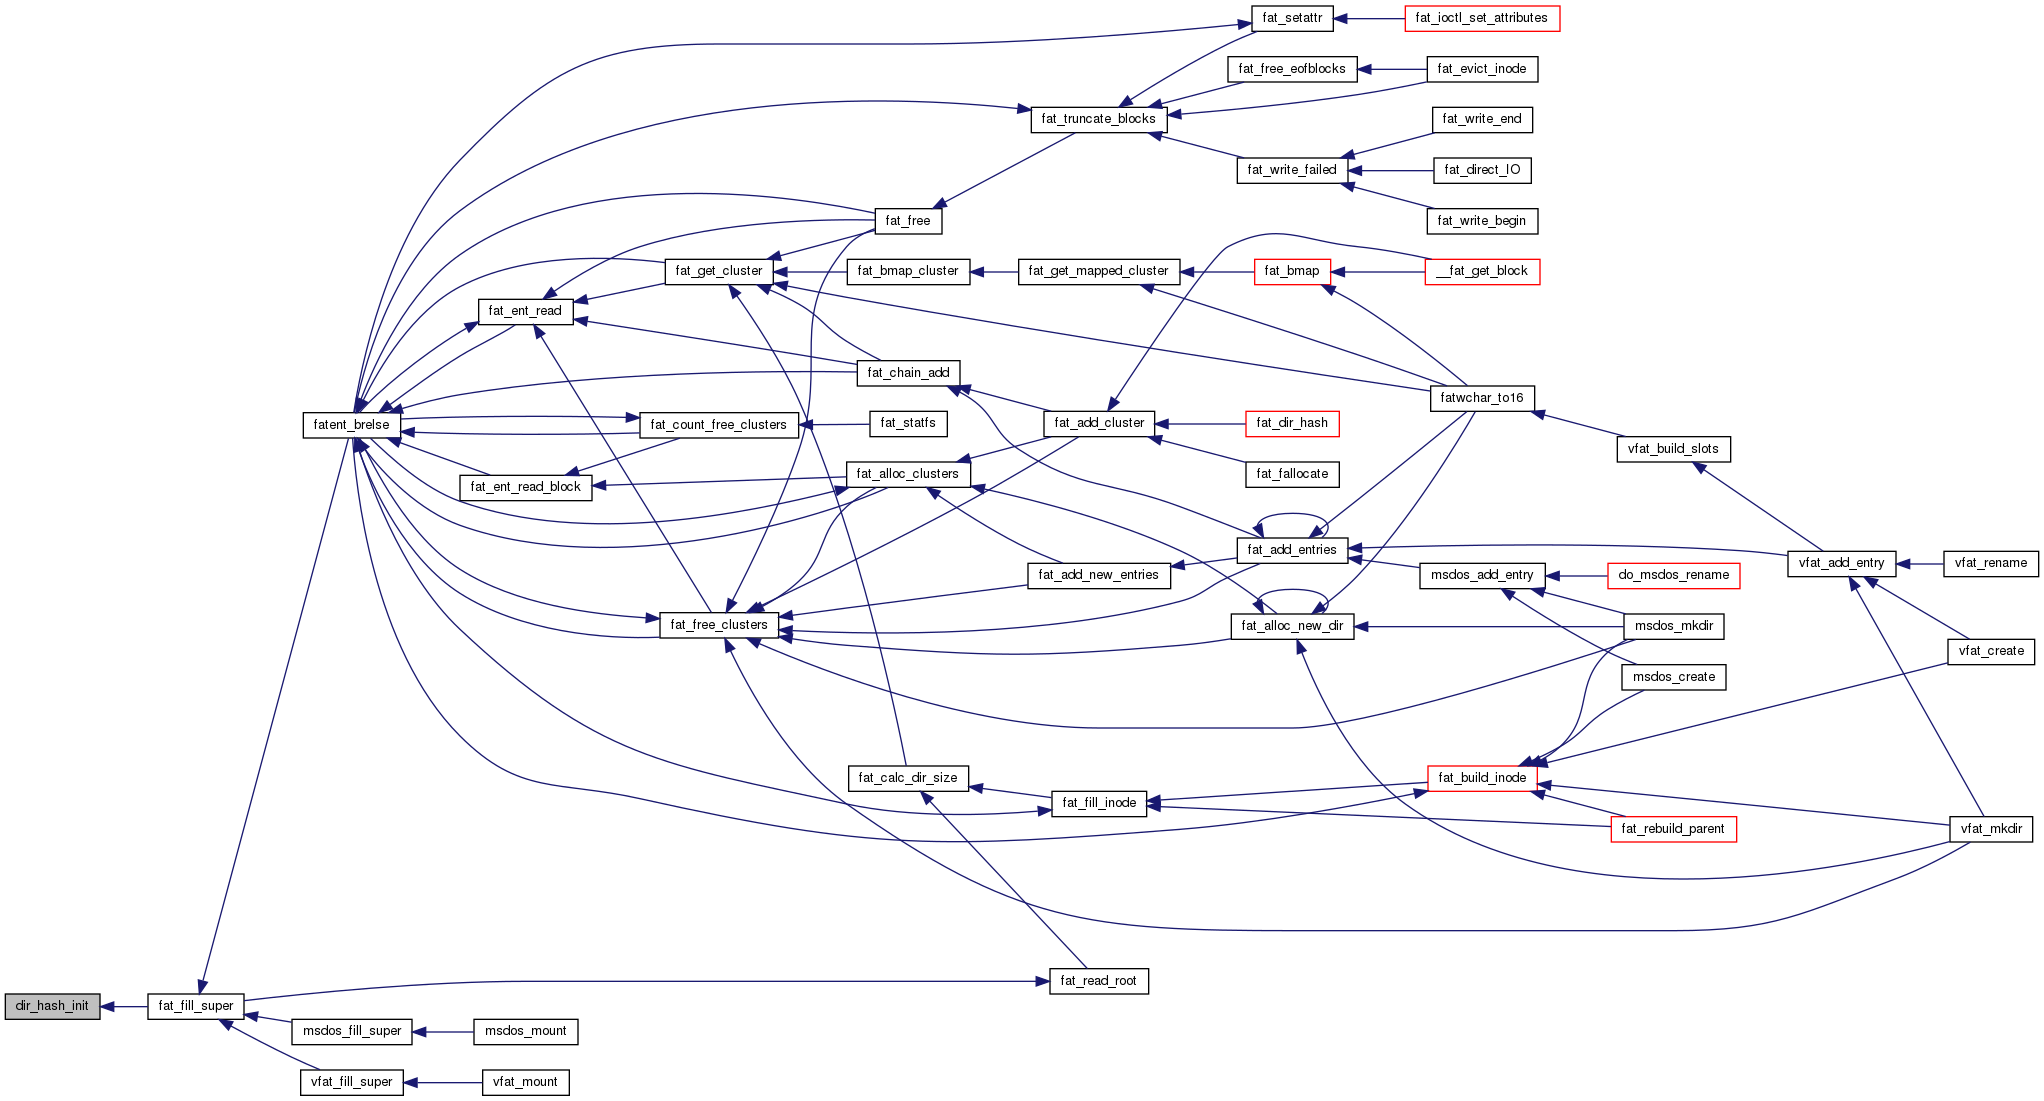 fat_setattr
fat_ioctl_set_attributes
fat_free_eofblocks
fat_evict_inode
fat_truncate_blocks
fat_write_end
fat_write_failed
fat_direct_IO
fat_free
fat_write_begin
fat_get_cluster
fat_bmap_cluster
fat_get_mapped_cluster
fat_bmap
__fat_get_block
fat_ent_read
fat_chain_add
fatwchar_to16
fatent_brelse
fat_count_free_clusters
fat_statfs
fat_add_cluster
fat_dir_hash
vfat_build_slots
fat_ent_read_block
fat_alloc_clusters
fat_fallocate
fat_add_entries
vfat_add_entry
vfat_rename
fat_add_new_entries
msdos_add_entry
do_msdos_rename
fat_free_clusters
fat_alloc_new_dir
msdos_mkdir
vfat_create
msdos_create
fat_calc_dir_size
fat_build_inode
fat_fill_inode
fat_rebuild_parent
vfat_mkdir
fat_read_root
dir_hash_init
fat_fill_super
msdos_fill_super
msdos_mount
vfat_fill_super
vfat_mount